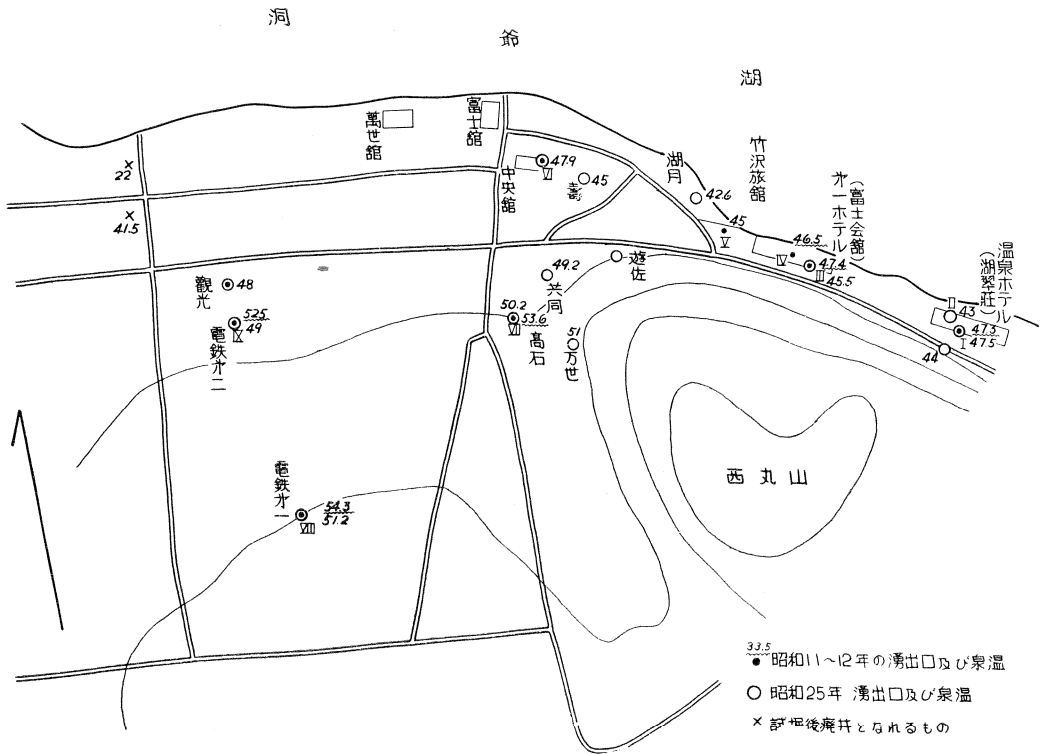 洞
爺
湖
萬世館
富士館
中央館
47.9
VI
壽
45
湖月
42.6
竹沢旅館
45
V
才一ホテル
(富士会館)
46.5
IV
47.4
III
45.5
温泉ホテル
(湖翠荘)
II
43
47.3
I
47.5
44
×
22
×
41.5
観光
48
52.5
49
IX
電鉄才二
49.2
共同
遊佐
50.2
53.6
VII
髙石
51
万世
西丸山
電鉄才一
54.3
51.2
VIII
33.5
● 昭和11~12年の湧出口及び泉温
○ 昭和25年 湧出口及び泉温
× 試堀後廃井となれるもの